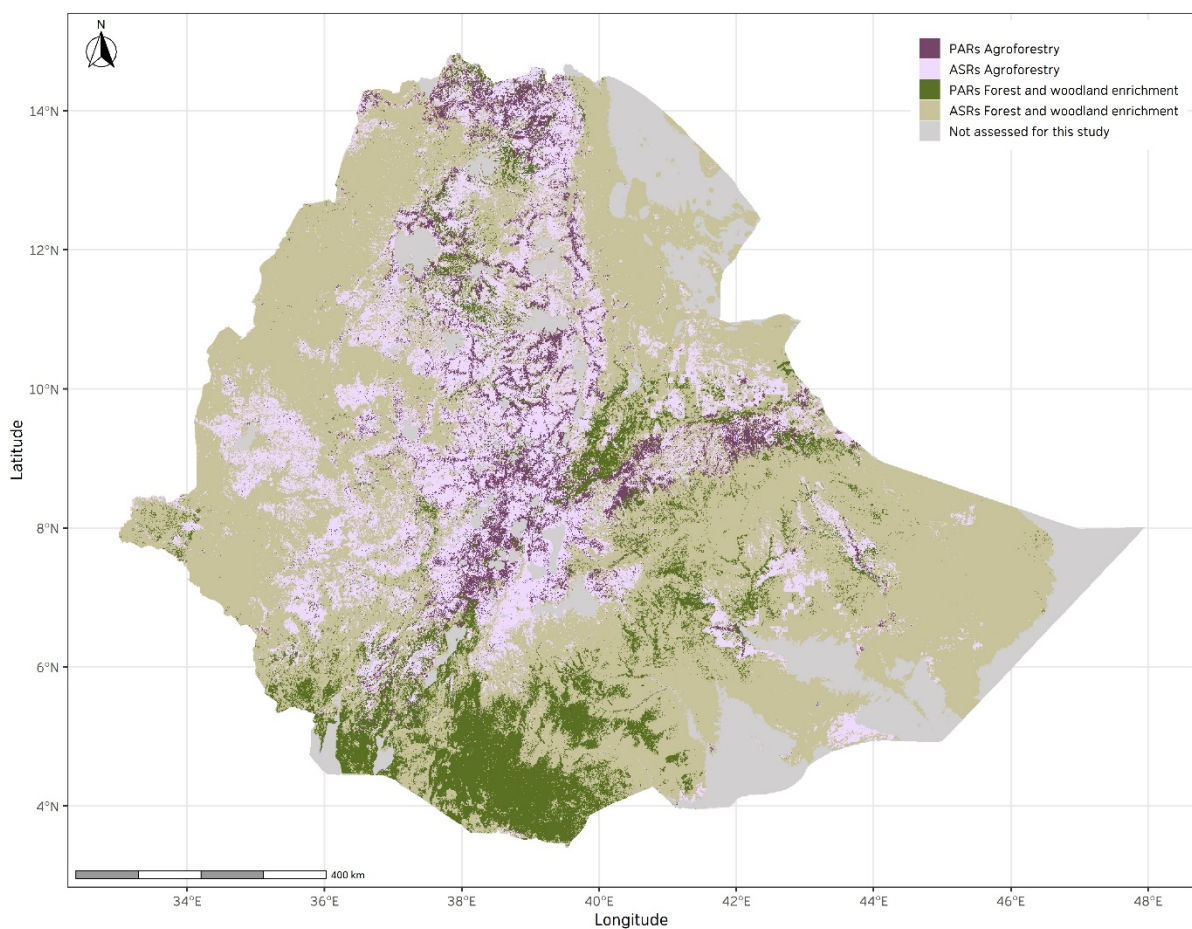 N
PARs Agroforestry
ASRs Agroforestry
PARs Forest and woodland enrichment
ASRs Forest and woodland enrichment
Not assessed for this study
14°N
12°N
10°N
8°N
6°N
4°N
Latitude
400 km
34°E
36°E
38°E
40°E
42°E
44°E
46°E
48°E
Longitude